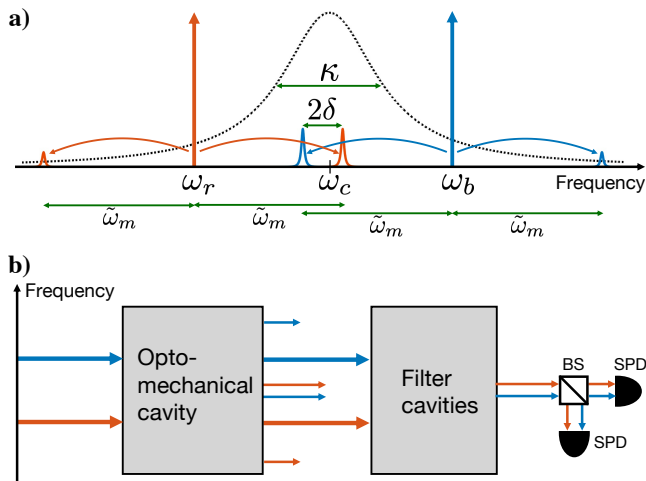 a)
κ
2δ
ω_r
ω_c
ω_b
Frequency
ω̃_m
ω̃_m
ω̃_m
ω̃_m
b)
Frequency
Opto-
mechanical
cavity
Filter
cavities
BS
SPD
SPD